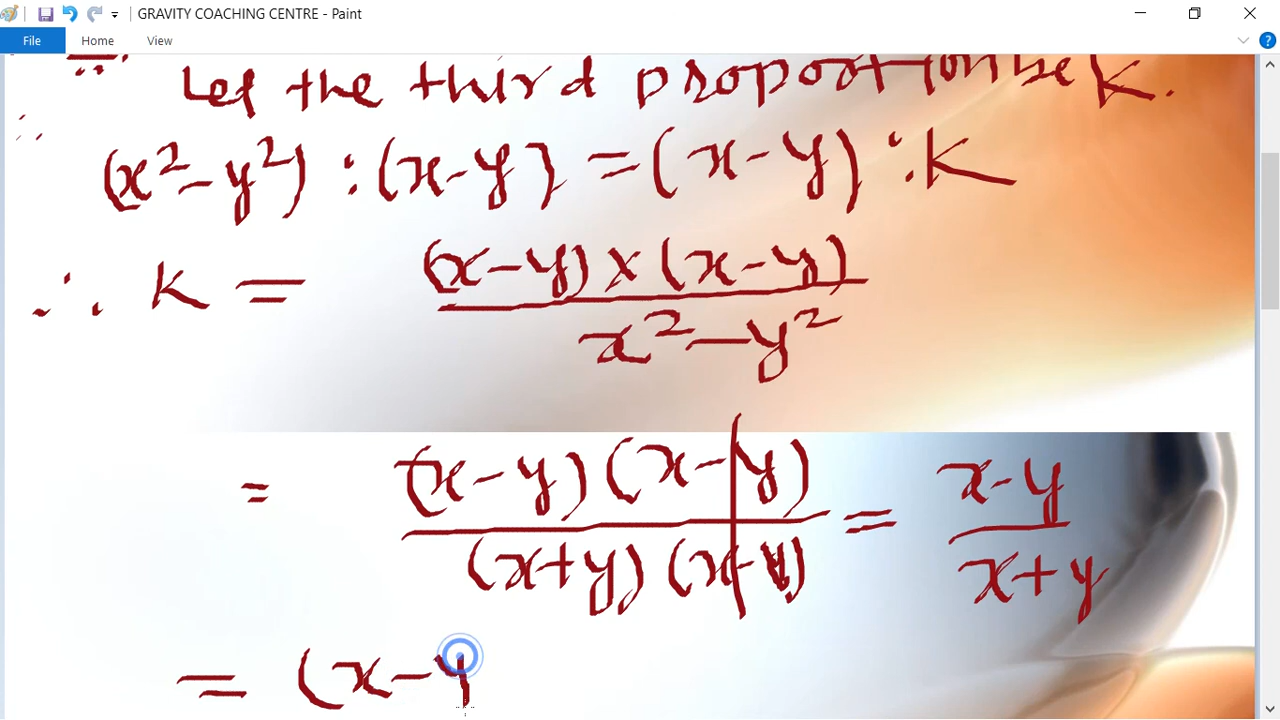 GRAVITY COACHING CENTRE - Paint
File Home View
Let the third proportion be K.
∴ (x²-y²) : (x-y) = (x-y) : K
∴ K = (x-y) × (x-y) / x²-y²
= (x-y) (x-y) / (x+y) (x-y) = x-y / x+y
= (x-y